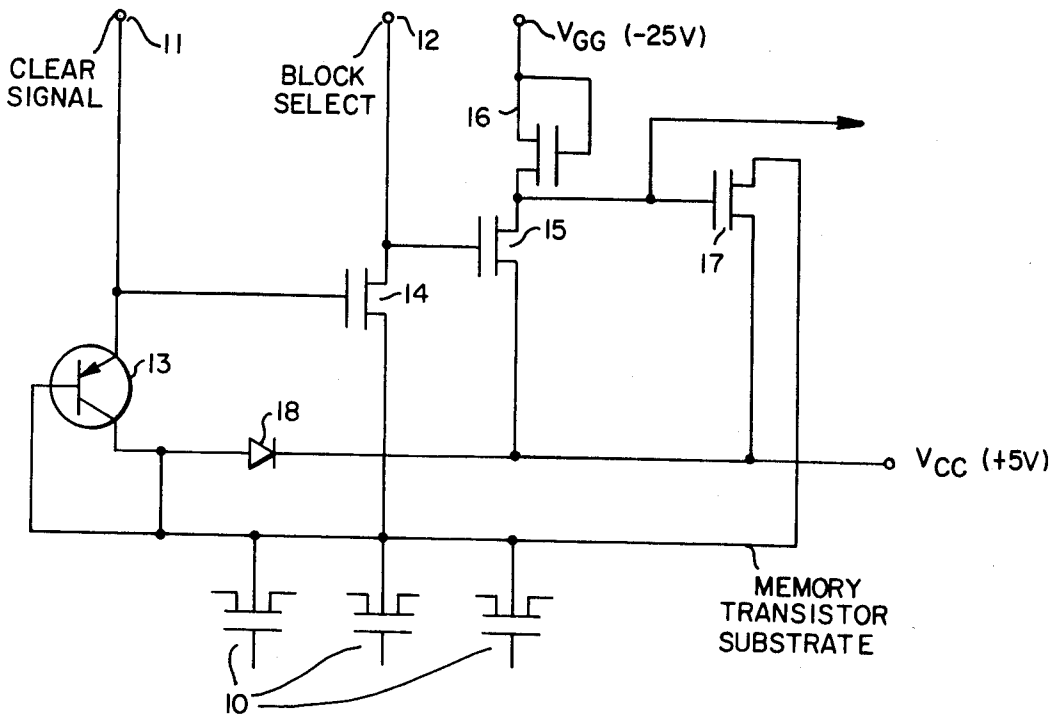 11
CLEAR
SIGNAL
12
BLOCK
SELECT
VGG (-25V)
16
15
17
14
13
18
VCC (+5V)
MEMORY
TRANSISTOR
SUBSTRATE
10